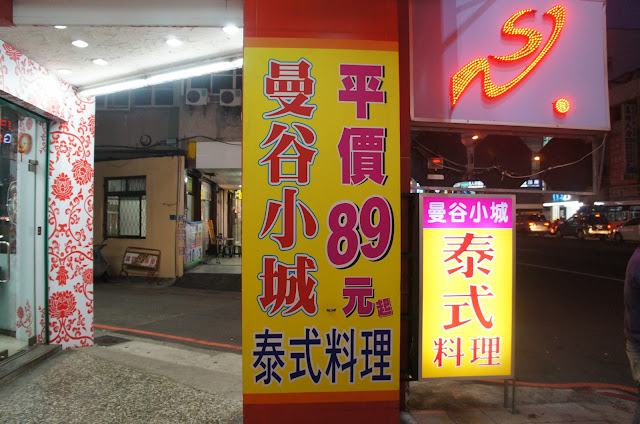 平價
89
元起
曼谷小城
泰式料理
曼谷小城
泰式
料理